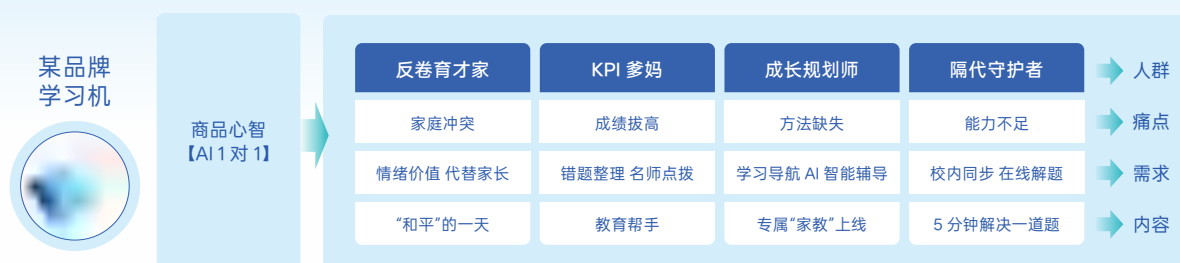 某品牌
学习机
商品心智
【AI 1 对 1】
反卷育才家 KPI 爹妈 成长规划师 隔代守护者 人群
家庭冲突 成绩拔高 方法缺失 能力不足 痛点
情绪价值 代替家长 错题整理 名师点拨 学习导航 AI 智能辅导 校内同步 在线解题 需求
“和平”的一天 教育帮手 专属“家教”上线 5 分钟解决一道题 内容